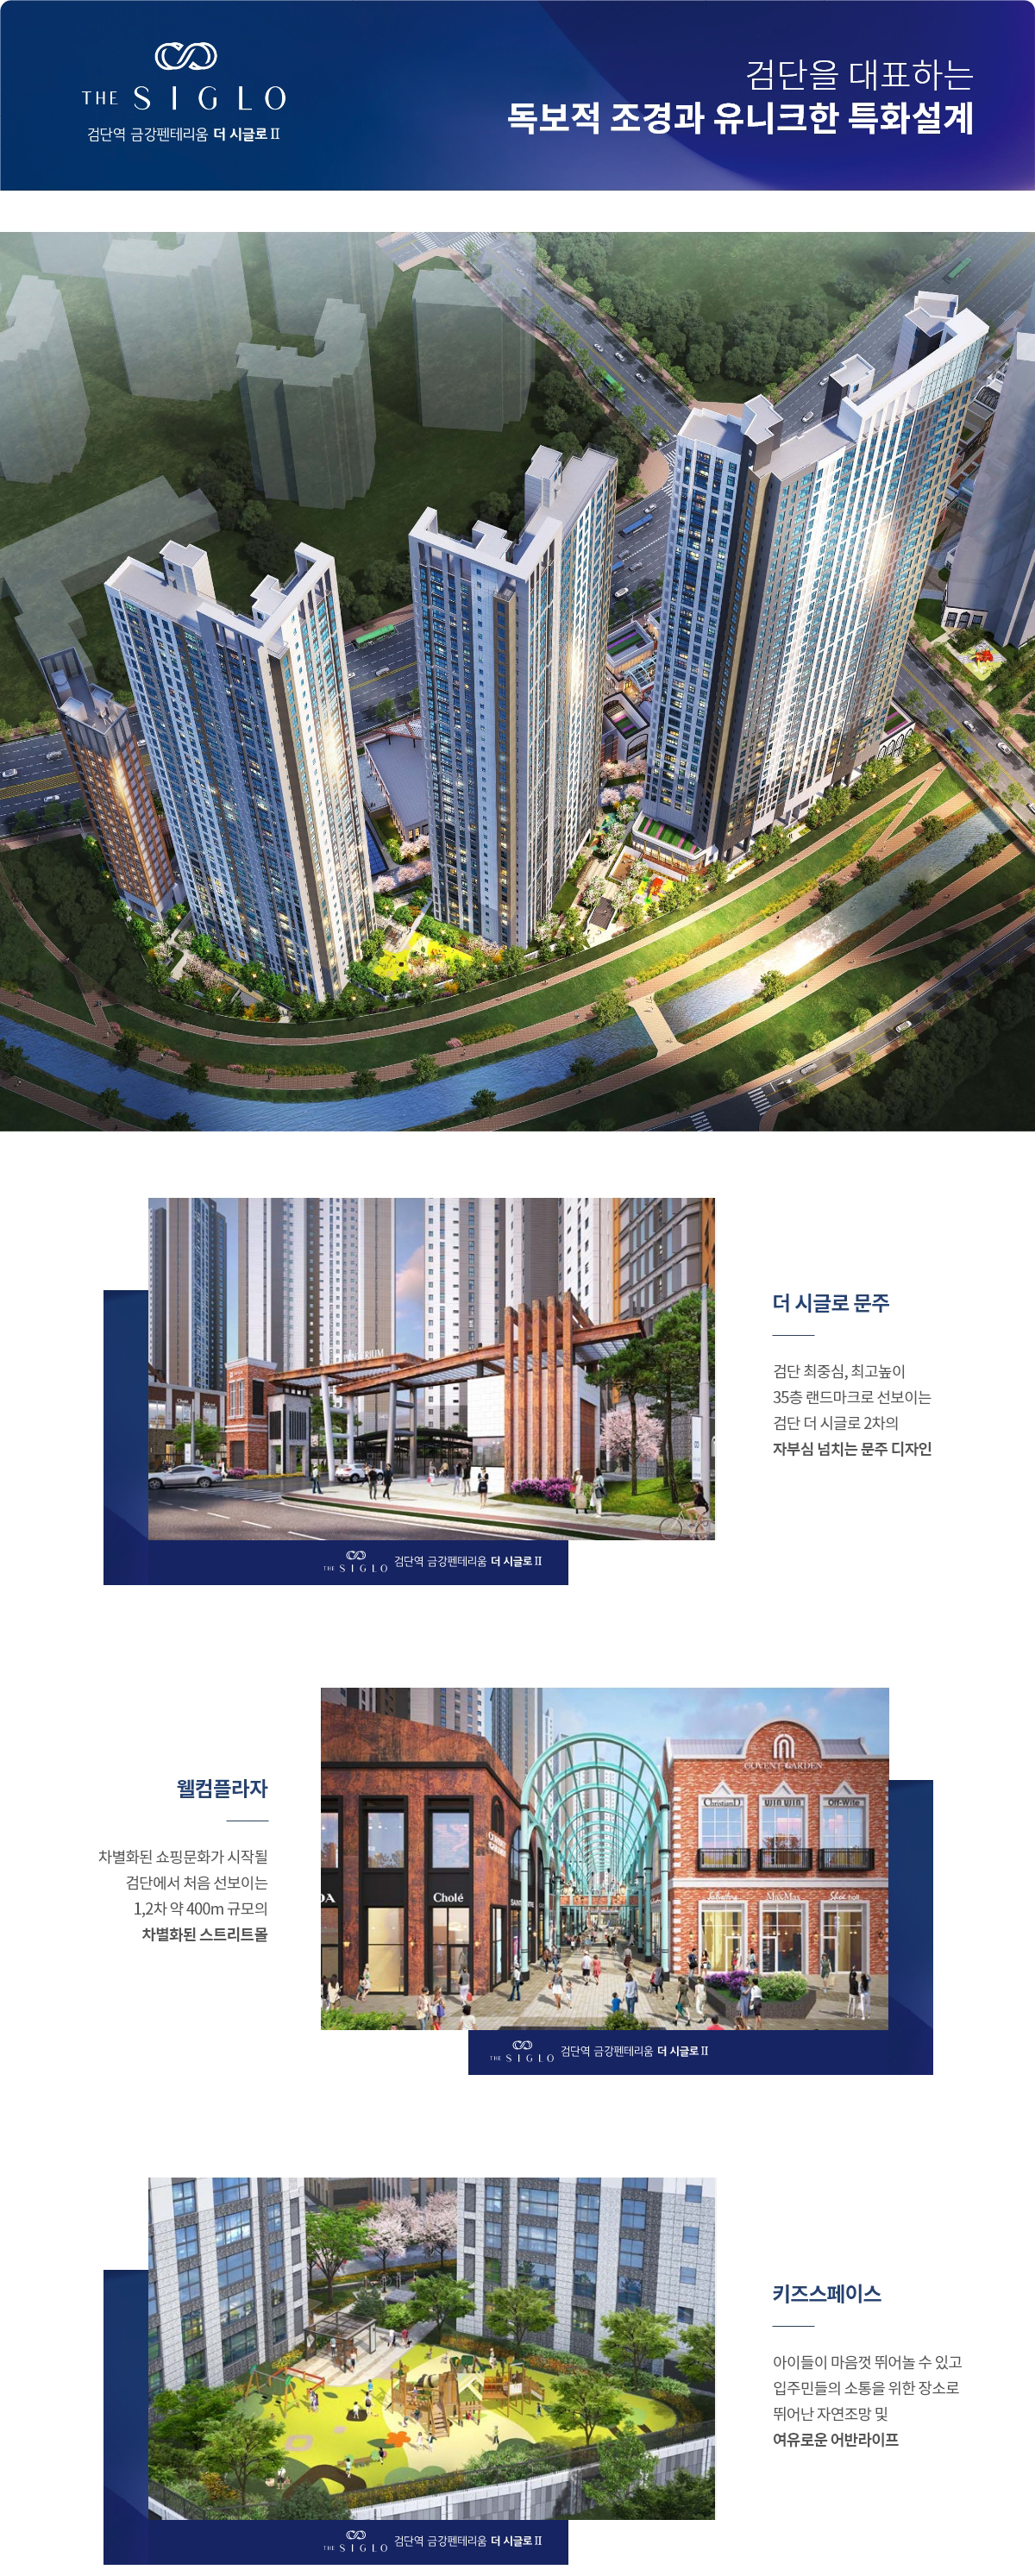 THE SIGLO
검단역 금강펜테리움 더 시글로 II
검단을 대표하는
독보적 조경과 유니크한 특화설계
더 시글로 문주
검단 최중심, 최고높이
35층 랜드마크로 선보이는
검단 더 시글로 2차의
자부심 넘치는 문주 디자인
THE SIGLO 검단역 금강펜테리움 더 시글로 II
웰컴플라자
차별화된 쇼핑문화가 시작될
검단에서 처음 선보이는
1,2차 약 400m 규모의
차별화된 스트리트몰
COVENT GARDEN
ChristianD UJIN UJIN Off-Wite
MaxMax
Cholé
THE SIGLO 검단역 금강펜테리움 더 시글로 II
키즈스페이스
아이들이 마음껏 뛰어놀 수 있고
입주민들의 소통을 위한 장소로
뛰어난 자연조망 및
여유로운 어반라이프
THE SIGLO 검단역 금강펜테리움 더 시글로 II